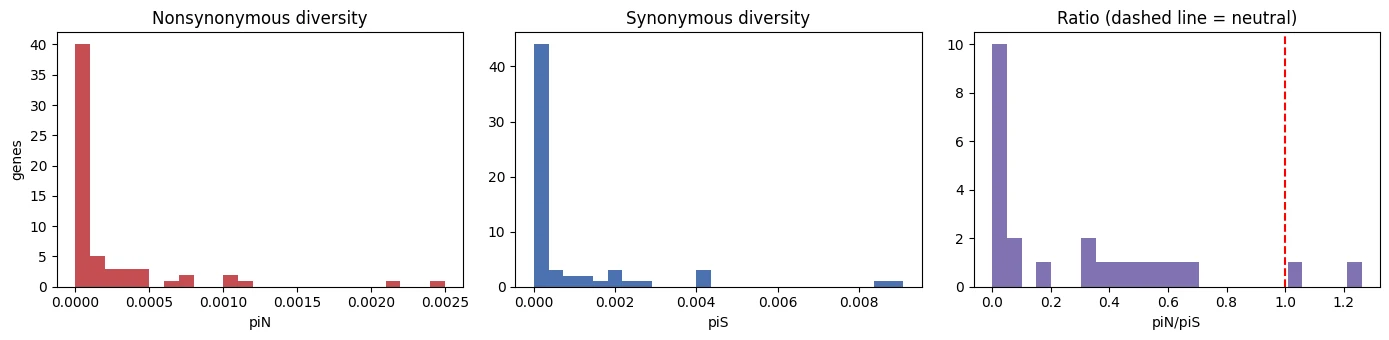 Nonsynonymous diversity
genes
40
35
30
25
20
15
10
5
0
0.0000 0.0005 0.0010 0.0015 0.0020 0.0025
piN
Synonymous diversity
40
30
20
10
0
0.000 0.002 0.004 0.006 0.008
piS
Ratio (dashed line = neutral)
10
8
6
4
2
0
0.0 0.2 0.4 0.6 0.8 1.0 1.2
piN/piS